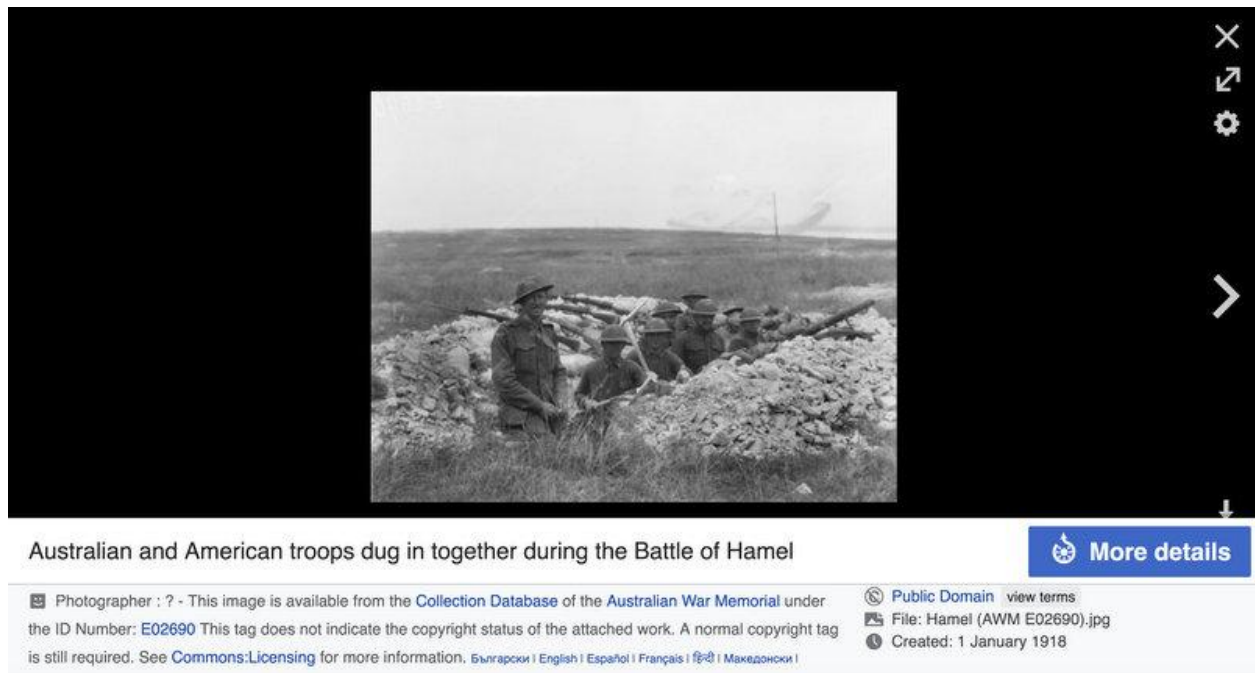 Australian and American troops dug in together during the Battle of Hamel
More details
Photographer : ? - This image is available from the Collection Database of the Australian War Memorial under
the ID Number: E02690 This tag does not indicate the copyright status of the attached work. A normal copyright tag
is still required. See Commons:Licensing for more information. Български | English | Español | Français | हिन्दी | Македонски |
Public Domain view terms
File: Hamel (AWM E02690).jpg
Created: 1 January 1918